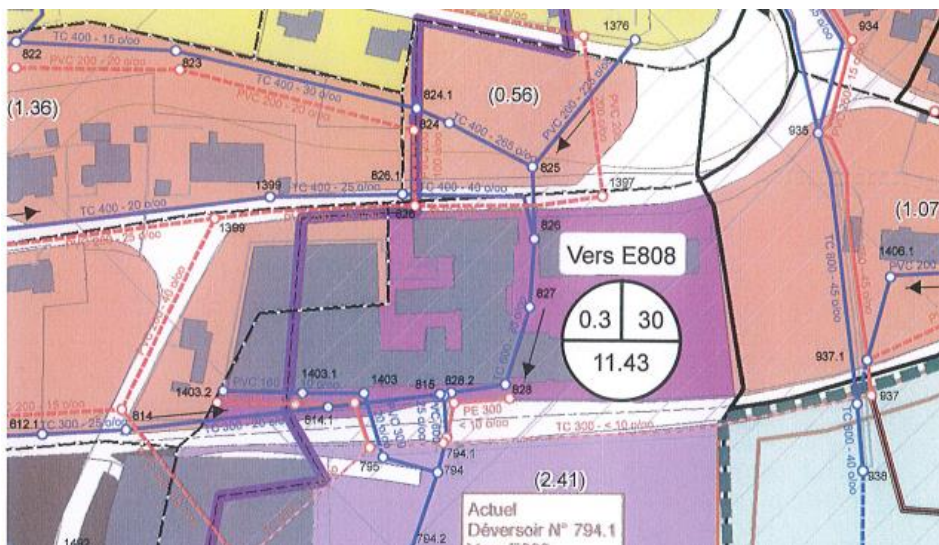 822
TC 400 - 15 o/oo
823
PVC 200 - 20 o/oo
TC 400 - 30 o/oo
PVC 200 - 20 o/oo
1376
934
(1.36)
824.1
(0.56)
PVC 200 - 225 o/oo
824
TC 400 - 265 o/oo
935
825
826.1
1399
TC 400 - 25 o/oo
TC 400 - 40 o/oo
1397
TC 400 - 20 o/oo
1399
826
826
(1.07
Vers E808
TC 800 - 45 o/oo
1406.1
PVC 200
827
0.3
30
11.43
937.1
1403.2
1403.1
1403
815
828.2
828
937
814
814.1
PE 300
< 10 o/oo
812.1
TC 300 - 25 o/oo
TC 300 - 20 o/oo
TC 300 - < 10 o/oo
794.1
795
794
TC 800 - 40 o/oo
938
(2.41)
Actuel
Déversoir N° 794.1
794.2